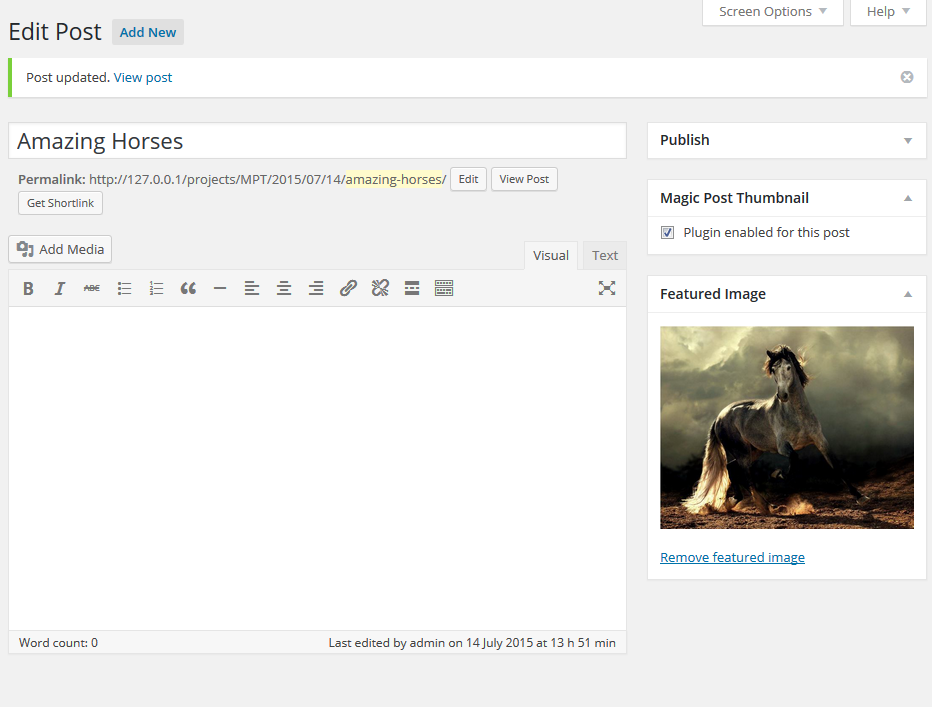 Screen Options Help
Edit Post Add New
Post updated. View post
Amazing Horses
Permalink: http://127.0.0.1/projects/MPT/2015/07/14/amazing-horses/ Edit View Post
Get Shortlink
Add Media
Visual Text
B I ABC
Word count: 0 Last edited by admin on 14 July 2015 at 13 h 51 min
Publish
Magic Post Thumbnail
Plugin enabled for this post
Featured Image
Remove featured image